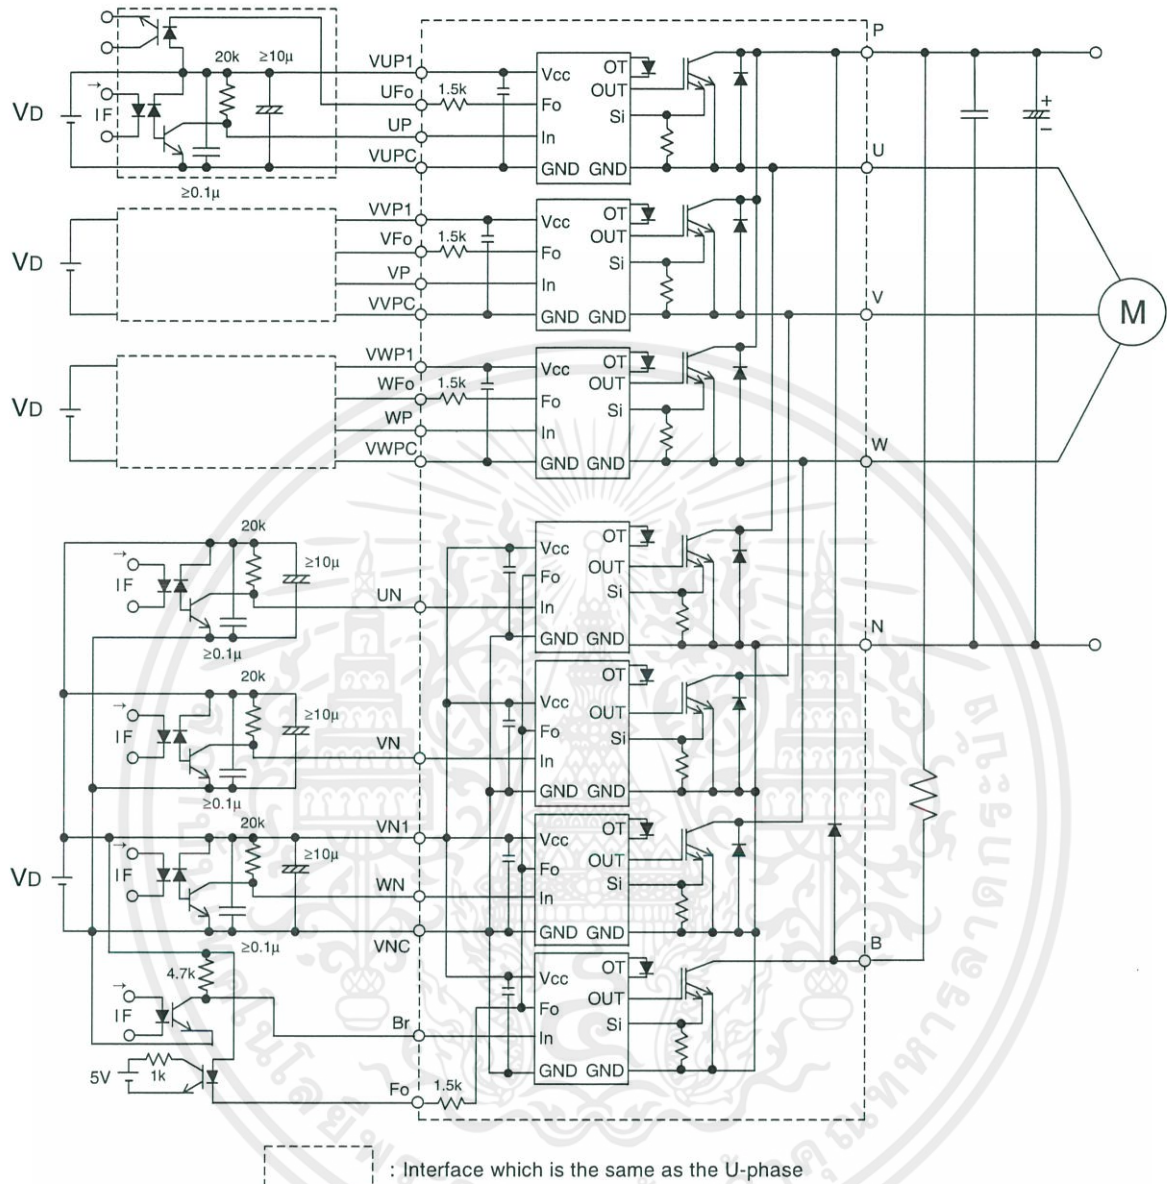 P
20k
≥10µ
VUP1
OT
Vcc
OUT
UFo
1.5k
Fo
Si
VD
IF
UP
In
VUPC
GND GND
U
≥0.1µ
VVP1
OT
Vcc
OUT
VFo
1.5k
Fo
Si
VD
VP
In
VVPC
GND GND
V
M
VWP1
OT
Vcc
OUT
WFo
1.5k
Fo
Si
VD
WP
In
VWPC
GND GND
W
20k
≥10µ
IF
OT
Vcc
OUT
Fo
Si
UN
In
GND GND
N
≥0.1µ
20k
≥10µ
IF
OT
Vcc
OUT
Fo
Si
VN
In
GND GND
≥0.1µ
20k
≥10µ
VN1
OT
Vcc
OUT
Fo
Si
VD
IF
WN
In
VNC
GND GND
B
≥0.1µ
4.7k
OT
Vcc
OUT
Fo
Si
IF
Br
In
GND GND
5V
1k
Fo
1.5k
: Interface which is the same as the U-phase